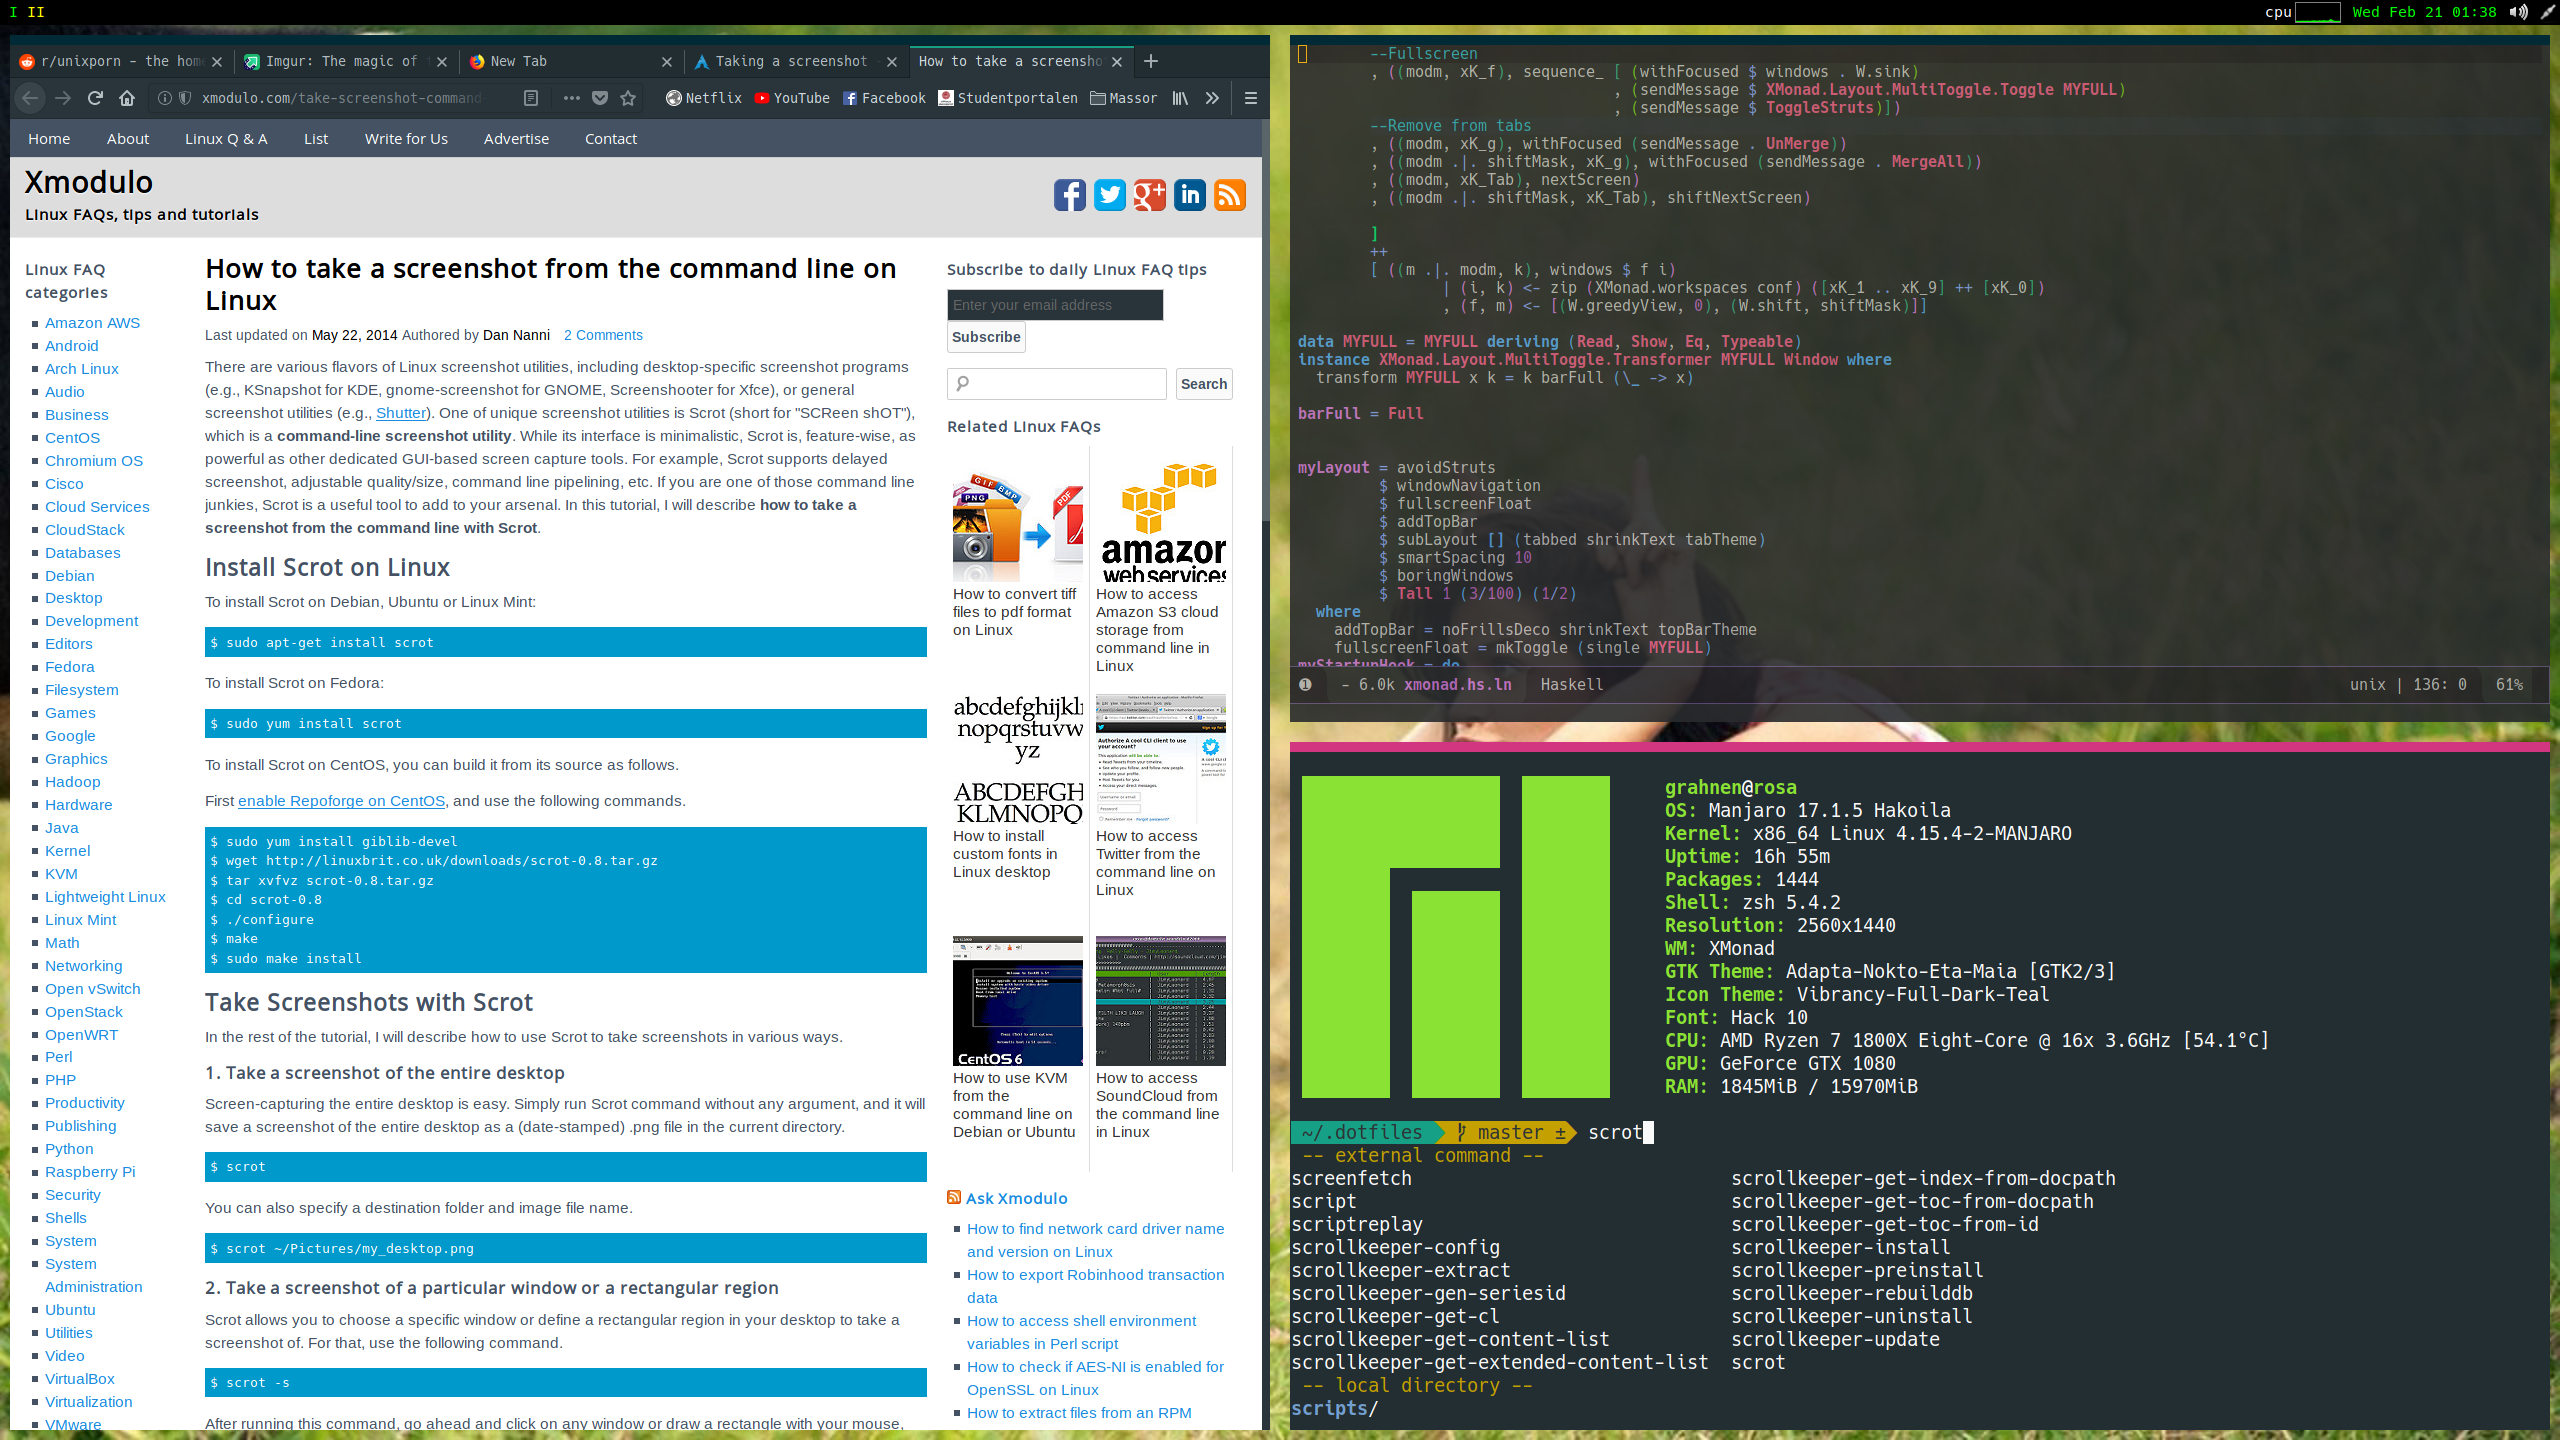 I II
cpu
Wed Feb 21 01:38
r/unixporn - the hom
Imgur: The magic of
New Tab
Taking a screenshot
How to take a screensho
xmodulo.com/take-screenshot-command
Netflix
YouTube
Facebook
Studentportalen
Massor
Home
About
Linux Q & A
List
Write for Us
Advertise
Contact
Xmodulo
Linux FAQs, tips and tutorials
Linux FAQ
categories
Amazon AWS
Android
Arch Linux
Audio
Business
CentOS
Chromium OS
Cisco
Cloud Services
CloudStack
Databases
Debian
Desktop
Development
Editors
Fedora
Filesystem
Games
Google
Graphics
Hadoop
Hardware
Java
Kernel
KVM
Lightweight Linux
Linux Mint
Math
Networking
Open vSwitch
OpenStack
OpenWRT
Perl
PHP
Productivity
Publishing
Python
Raspberry Pi
Security
Shells
System
System
Administration
Ubuntu
Utilities
Video
VirtualBox
Virtualization
VMware
How to take a screenshot from the command line on
Linux
Last updated on May 22, 2014 Authored by Dan Nanni 2 Comments
There are various flavors of Linux screenshot utilities, including desktop-specific screenshot programs
(e.g., KSnapshot for KDE, gnome-screenshot for GNOME, Screenshooter for Xfce), or general
screenshot utilities (e.g., Shutter). One of unique screenshot utilities is Scrot (short for "SCReen shOT"),
which is a command-line screenshot utility. While its interface is minimalistic, Scrot is, feature-wise, as
powerful as other dedicated GUI-based screen capture tools. For example, Scrot supports delayed
screenshot, adjustable quality/size, command line pipelining, etc. If you are one of those command line
junkies, Scrot is a useful tool to add to your arsenal. In this tutorial, I will describe how to take a
screenshot from the command line with Scrot.
Install Scrot on Linux
To install Scrot on Debian, Ubuntu or Linux Mint:
$ sudo apt-get install scrot
To install Scrot on Fedora:
$ sudo yum install scrot
To install Scrot on CentOS, you can build it from its source as follows.
First enable Repoforge on CentOS, and use the following commands.
$ sudo yum install giblib-devel
$ wget http://linuxbrit.co.uk/downloads/scrot-0.8.tar.gz
$ tar xvfvz scrot-0.8.tar.gz
$ cd scrot-0.8
$ ./configure
$ make
$ sudo make install
Take Screenshots with Scrot
In the rest of the tutorial, I will describe how to use Scrot to take screenshots in various ways.
1. Take a screenshot of the entire desktop
Screen-capturing the entire desktop is easy. Simply run Scrot command without any argument, and it will
save a screenshot of the entire desktop as a (date-stamped) .png file in the current directory.
$ scrot
You can also specify a destination folder and image file name.
$ scrot ~/Pictures/my_desktop.png
2. Take a screenshot of a particular window or a rectangular region
Scrot allows you to choose a specific window or define a rectangular region in your desktop to take a
screenshot of. For that, use the following command.
$ scrot -s
After running this command, go ahead and click on any window or draw a rectangle with your mouse,
Subscribe to daily Linux FAQ tips
Enter your email address
Subscribe
Search
Related Linux FAQs
GIF BMP
PNG
PDF
How to convert tiff
files to pdf format
on Linux
amazon
webservices
How to access
Amazon S3 cloud
storage from
command line in
Linux
abcdefghijkl
nopqrstuvw
yz
ABCDEFGH
KLMNOPQ
How to install
custom fonts in
Linux desktop
Authorize A cool CLI client to use
your account?
How to access
Twitter from the
command line on
Linux
CENTOS 6
How to use KVM
from the
command line on
Debian or Ubuntu
How to access
SoundCloud from
the command line
in Linux
Ask Xmodulo
How to find network card driver name
and version on Linux
How to export Robinhood transaction
data
How to access shell environment
variables in Perl script
How to check if AES-NI is enabled for
OpenSSL on Linux
How to extract files from an RPM
--Fullscreen
, ((modm, xK_f), sequence_ [ (withFocused $ windows . W.sink)
, (sendMessage $ XMonad.Layout.MultiToggle.Toggle MYFULL)
, (sendMessage $ ToggleStruts)])
--Remove from tabs
, ((modm, xK_g), withFocused (sendMessage . UnMerge))
, ((modm .|. shiftMask, xK_g), withFocused (sendMessage . MergeAll))
, ((modm, xK_Tab), nextScreen)
, ((modm .|. shiftMask, xK_Tab), shiftNextScreen)
]
++
[ ((m .|. modm, k), windows $ f i)
| (i, k) <- zip (XMonad.workspaces conf) ([xK_1 .. xK_9] ++ [xK_0])
, (f, m) <- [(W.greedyView, 0), (W.shift, shiftMask)]]
data MYFULL = MYFULL deriving (Read, Show, Eq, Typeable)
instance XMonad.Layout.MultiToggle.Transformer MYFULL Window where
transform MYFULL x k = k barFull (\_ -> x)
barFull = Full
myLayout = avoidStruts
$ windowNavigation
$ fullscreenFloat
$ addTopBar
$ subLayout [] (tabbed shrinkText tabTheme)
$ smartSpacing 10
$ boringWindows
$ Tall 1 (3/100) (1/2)
where
addTopBar = noFrillsDeco shrinkText topBarTheme
fullscreenFloat = mkToggle (single MYFULL)
myStartupHook = do
❶ - 6.0k xmonad.hs.ln Haskell unix | 136: 0 61%
grahnen@rosa
OS: Manjaro 17.1.5 Hakoila
Kernel: x86_64 Linux 4.15.4-2-MANJARO
Uptime: 16h 55m
Packages: 1444
Shell: zsh 5.4.2
Resolution: 2560x1440
WM: XMonad
GTK Theme: Adapta-Nokto-Eta-Maia [GTK2/3]
Icon Theme: Vibrancy-Full-Dark-Teal
Font: Hack 10
CPU: AMD Ryzen 7 1800X Eight-Core @ 16x 3.6GHz [54.1°C]
GPU: GeForce GTX 1080
RAM: 1845MiB / 15970MiB
~/.dotfiles master ± scrot
-- external command --
screenfetch scrollkeeper-get-index-from-docpath
script scrollkeeper-get-toc-from-docpath
scriptreplay scrollkeeper-get-toc-from-id
scrollkeeper-config scrollkeeper-install
scrollkeeper-extract scrollkeeper-preinstall
scrollkeeper-gen-seriesid scrollkeeper-rebuilddb
scrollkeeper-get-cl scrollkeeper-uninstall
scrollkeeper-get-content-list scrollkeeper-update
scrollkeeper-get-extended-content-list scrot
-- local directory --
scripts/